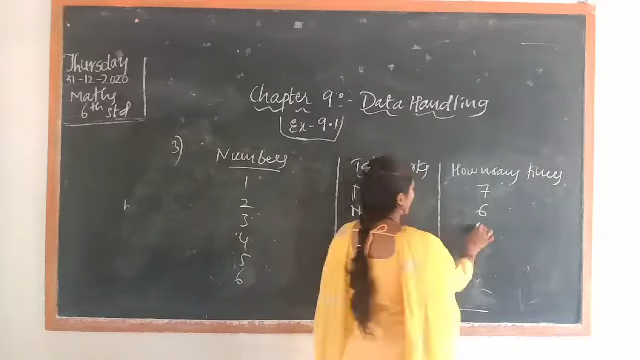 Thursday
31-12-2020
Maths
6th std
Chapter 9:- Data Handling
Ex-9.1
3)
Numbers
How many times
1
7
2
6
3
4
5
6